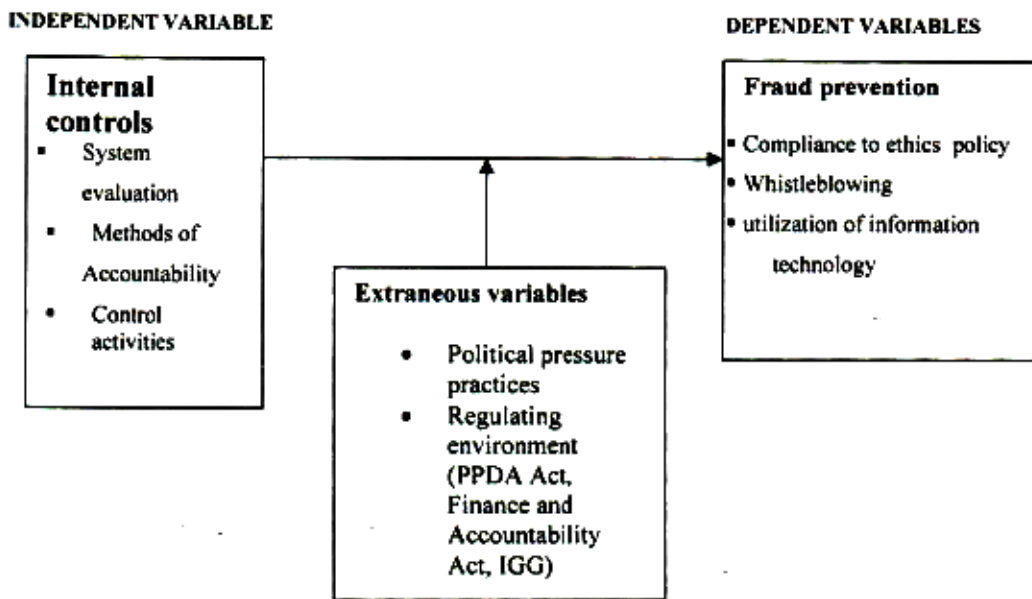 INDEPENDENT VARIABLE
DEPENDENT VARIABLES
Internal
controls
▪ System
evaluation
▪ Methods of
Accountability
• Control
activities
Fraud prevention
▪ Compliance to ethics policy
• Whistleblowing
• utilization of information
technology
Extraneous variables
• Political pressure
practices
• Regulating
environment
(PPDA Act,
Finance and
Accountability
Act, IGG)